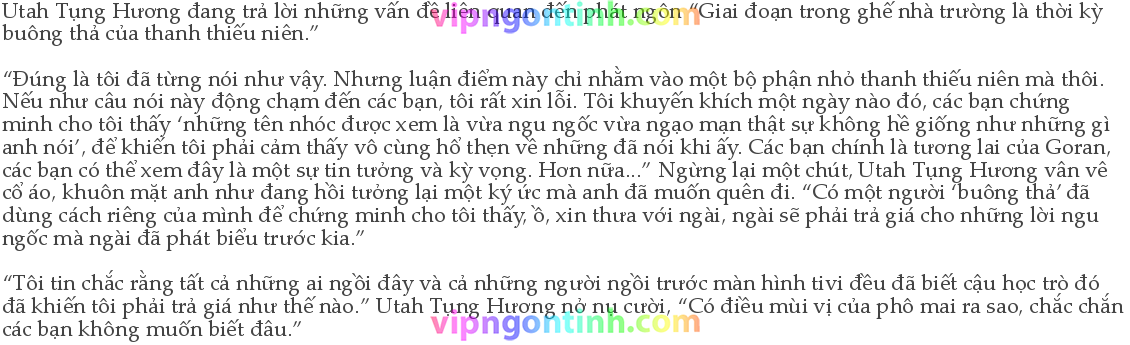 Utah Tụng Hương đang trả lời những vấn đề liên quan đến phát ngôn “Giai đoạn trong ghế nhà trường là thời kỳ
buông thả của thanh thiếu niên.”
“Đúng là tôi đã từng nói như vậy. Nhưng luận điểm này chỉ nhằm vào một bộ phận nhỏ thanh thiếu niên mà thôi.
Nếu như câu nói này động chạm đến các bạn, tôi rất xin lỗi. Tôi khuyến khích một ngày nào đó, các bạn chứng
minh cho tôi thấy ‘những tên nhóc được xem là vừa ngu ngốc vừa ngạo mạn thật sự không hề giống như những gì
anh nói’, để khiến tôi phải cảm thấy vô cùng hổ thẹn về những đã nói khi ấy. Các bạn chính là tương lai của Goran,
các bạn có thể xem đây là một sự tin tưởng và kỳ vọng. Hơn nữa...” Ngừng lại một chút, Utah Tụng Hương vân vê
cổ áo, khuôn mặt anh như đang hồi tưởng lại một ký ức mà anh đã muốn quên đi. “Có một người ‘buông thả’ đã
dùng cách riêng của mình để chứng minh cho tôi thấy, ồ, xin thưa với ngài, ngài sẽ phải trả giá cho những lời ngu
ngốc mà ngài đã phát biểu trước kia.”
“Tôi tin chắc rằng tất cả những ai ngồi đây và cả những người ngồi trước màn hình tivi đều đã biết cậu học trò đó
đã khiến tôi phải trả giá như thế nào.” Utah Tụng Hương nở nụ cười, “Có điều mùi vị của phô mai ra sao, chắc chắn
các bạn không muốn biết đâu.”
vipngontinh.com
vipngontinh.com